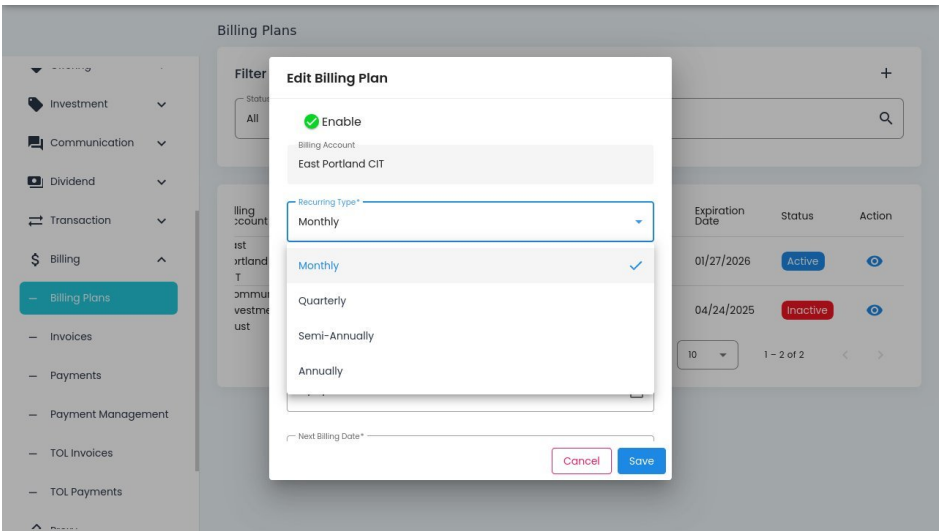 Billing Plans
Investment
Communication
Dividend
Transaction
$ Billing
– Billing Plans
– Invoices
– Payments
– Payment Management
– TOL Invoices
– TOL Payments
Filter
+
Status
All
Edit Billing Plan
Enable
Billing Account
East Portland CIT
Recurring Type*
Monthly
Monthly
Quarterly
Semi-Annually
Annually
Next Billing Date*
Cancel
Save
Expiration
Date
Status
Action
01/27/2026
Active
04/24/2025
Inactive
10
1 – 2 of 2